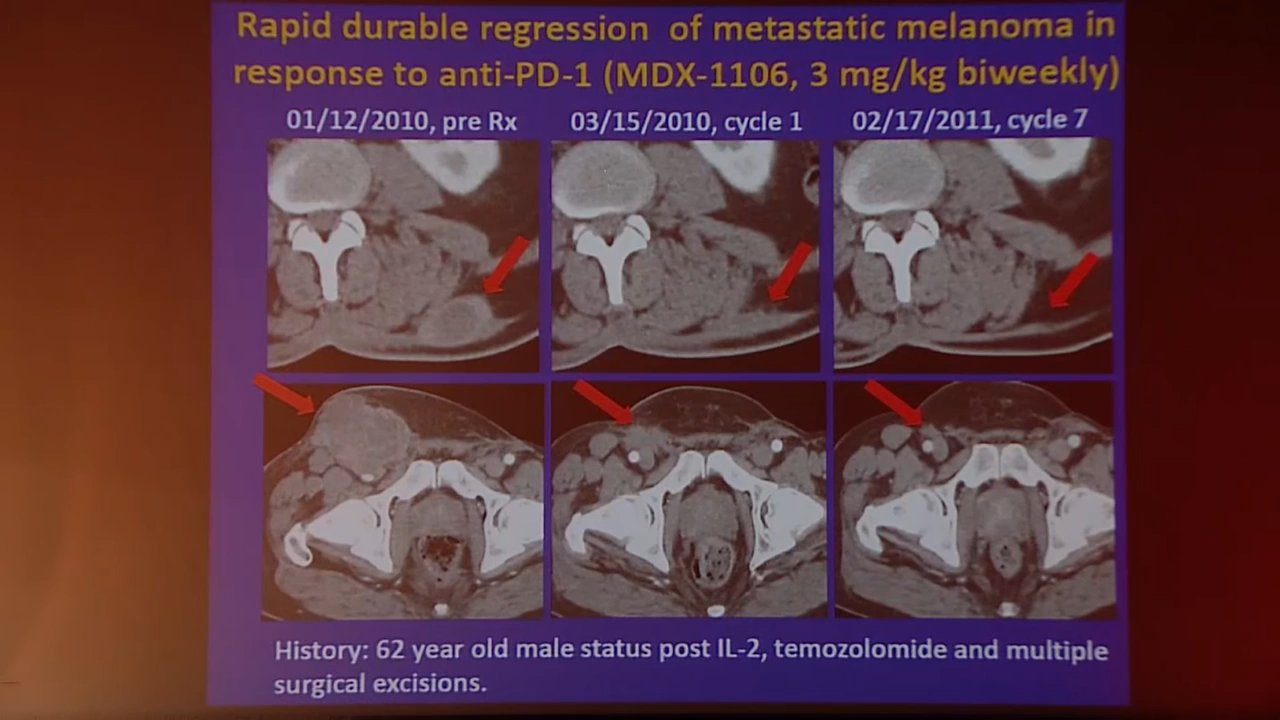 Rapid durable regression of metastatic melanoma in
response to anti-PD-1 (MDX-1106, 3 mg/kg biweekly)
01/12/2010, pre Rx
03/15/2010, cycle 1
02/17/2011, cycle 7
History: 62 year old male status post IL-2, temozolomide and multiple
surgical excisions.